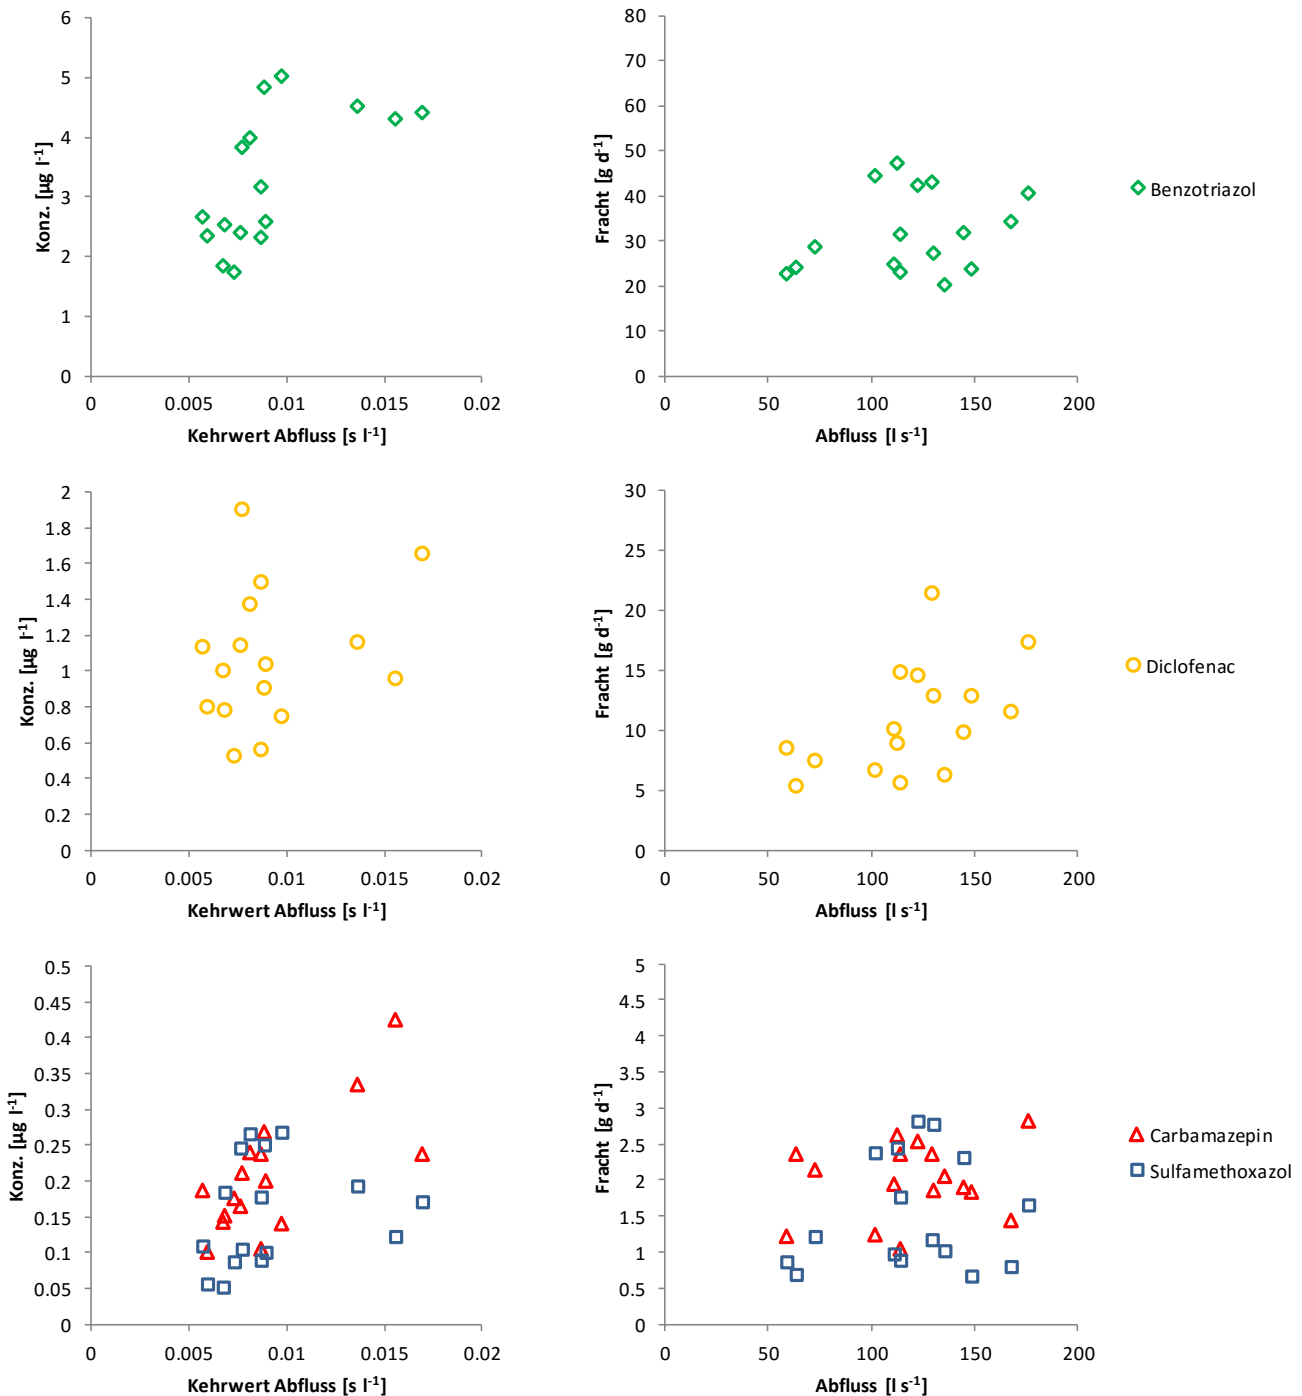 6
5
4
3
2
1
0
Konz. [µg l-1]
0 0.005 0.01 0.015 0.02
Kehrwert Abfluss [s l-1]
80
70
60
50
40
30
20
10
0
Fracht [g d-1]
0 50 100 150 200
Abfluss [l s-1]
Benzotriazol
2
1.8
1.6
1.4
1.2
1
0.8
0.6
0.4
0.2
0
Konz. [µg l-1]
0 0.005 0.01 0.015 0.02
Kehrwert Abfluss [s l-1]
30
25
20
15
10
5
0
Fracht [g d-1]
0 50 100 150 200
Abfluss [l s-1]
Diclofenac
0.5
0.45
0.4
0.35
0.3
0.25
0.2
0.15
0.1
0.05
0
Konz. [µg l-1]
0 0.005 0.01 0.015 0.02
Kehrwert Abfluss [s l-1]
5
4.5
4
3.5
3
2.5
2
1.5
1
0.5
0
Fracht [g d-1]
0 50 100 150 200
Abfluss [l s-1]
Carbamazepin
Sulfamethoxazol